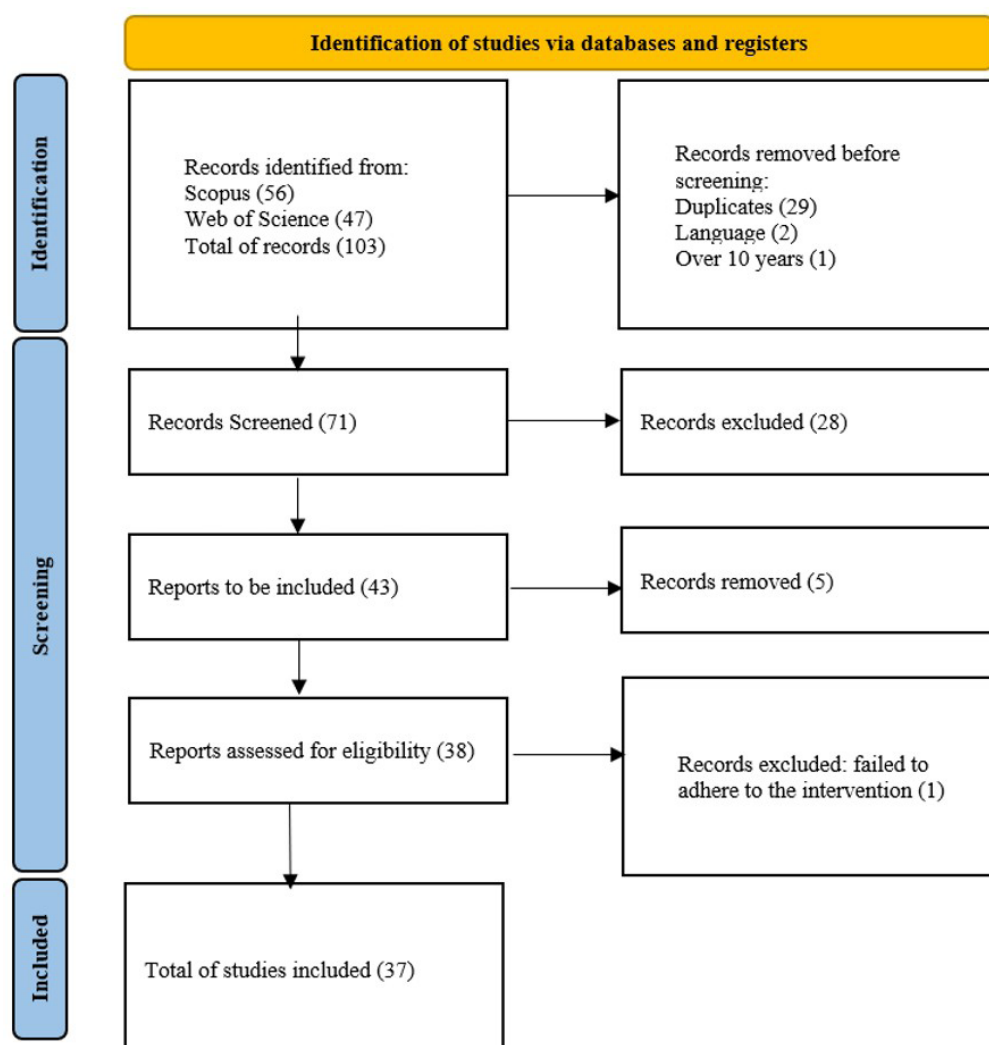 Identification of studies via databases and registers
Identification
Records identified from:
Scopus (56)
Web of Science (47)
Total of records (103)
Records removed before
screening:
Duplicates (29)
Language (2)
Over 10 years (1)
Screening
Records Screened (71)
Records excluded (28)
Reports to be included (43)
Records removed (5)
Reports assessed for eligibility (38)
Records excluded: failed to
adhere to the intervention (1)
Included
Total of studies included (37)